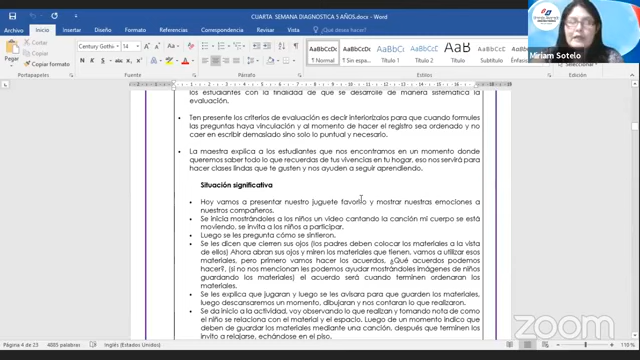 CUARTA SEMANA DIAGNOSTICA 5 AÑOS.docx - Word
Archivo Inicio Insertar Diseño Formato Referencias Correspondencia Revisar Vista ¿Qué desea hacer?
Pegar
Cortar
Copiar
Copiar formato
Portapapeles
Century Gothic
14
Fuente
Párrafo
AaBbCcDc
¶ Normal
AaBbCcDc
¶ Sin espa...
AaBbC
Título 1
AaBbCcD
Título 2
AaB
Título
AaBbCcD
Subtítulo
Estilos
Seleccionar
Miriam Sotelo
los estudiantes con la finalidad de que se desarrolle de manera sistemática la
evaluación.
• Ten presente los criterios de evaluación es decir interiorízalos para que cuando formules
las preguntas haya vinculación y al momento de hacer el registro sea ordenado y no
caer en escribir demasiado sino solo lo puntual y necesario.
• La maestra explica a los estudiantes que nos encontramos en un momento donde
queremos saber todo lo que recuerdas de tus vivencias en tu hogar, eso nos servirá para
hacer clases lindas que te gusten y nos ayuden a seguir aprendiendo.
Situación significativa
• Hoy vamos a presentar nuestro juguete favorito y mostrar nuestras emociones a
nuestros compañeros.
• Se inicia mostrándoles a los niños un video cantando la canción mi cuerpo se está
moviendo, se invita a los niños a participar.
• Luego se les pregunta cómo se sintieron.
• Se les dicen que cierren sus ojos (los padres deben colocar los materiales a la vista
de ellos) Ahora abran sus ojos y miren los materiales que tienen, vamos a utilizar esos
materiales, pero primero vamos hacer los acuerdos, ¿Qué acuerdos podemos
hacer?, (si no nos mencionan les podemos ayudar mostrándoles imágenes de niños
guardando los materiales) el acuerdo será cuando terminen ordenaran los
materiales.
• Se les explica que jugaran y luego se les avisara para que guarden los materiales,
luego descansaremos un momento, dibujaran y nos contaran lo que realizaron.
• Se da inicio a la actividad, voy observando lo que realizan y tomando nota de como
el niño se relaciona con el material y el espacio. Luego de un momento indico que
deben de guardar los materiales mediante una canción, después que terminen los
invito a relajarse, echándose en el piso.
zoom
Página 4 de 23 4085 palabras Inglés (Estados Unidos)
110 %